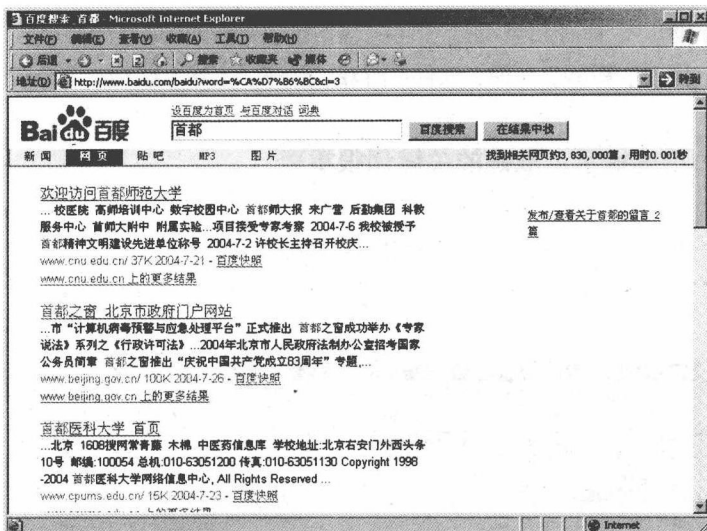 百度搜索_首都 - Microsoft Internet Explorer
文件(F) 编辑(E) 查看(V) 收藏(A) 工具(T) 帮助(H)
后退 搜索 收藏夹 媒体
地址(D) http://www.baidu.com/baidu?word=%CA%D7%B6%BC&cl=3 转到
设百度为首页 与百度对话 词典
Bai du 百度 首都 百度搜索 在结果中找
新闻 网页 贴吧 MP3 图片 找到相关网页约3,830,000篇，用时0.001秒
欢迎访问首都师范大学
... 校医院 高师培训中心 数字校园中心 首都师大报 来广营 后勤集团 科教
服务中心 首师大附中 附属实验...项目接受专家考察 2004-7-6 我校被授予
首都精神文明建设先进单位称号 2004-7-2 许校长主持召开校庆...
www.cnu.edu.cn/ 37K 2004-7-21 - 百度快照
www.cnu.edu.cn 上的更多结果
发布/查看关于首都的留言 2
篇
首都之窗 北京市政府门户网站
...市“计算机病毒预警与应急处理平台”正式推出 首都之窗成功举办《专家
说法》系列之《行政许可法》...2004年北京市人民政府法制办公室招考国家
公务员简章 首都之窗推出“庆祝中国共产党成立83周年”专题,...
www.beijing.gov.cn/ 100K 2004-7-26 - 百度快照
www.beijing.gov.cn 上的更多结果
首都医科大学 首页
...北京 1608搜网常青藤 木棉 中医药信息库 学校地址:北京右安门外西头条
10号 邮编:100054 总机:010-63051200 传真:010-63051130 Copyright 1998
-2004 首都医科大学网络信息中心, All Rights Reserved ...
www.cpums.edu.cn/ 15K 2004-7-23 - 百度快照
Internet